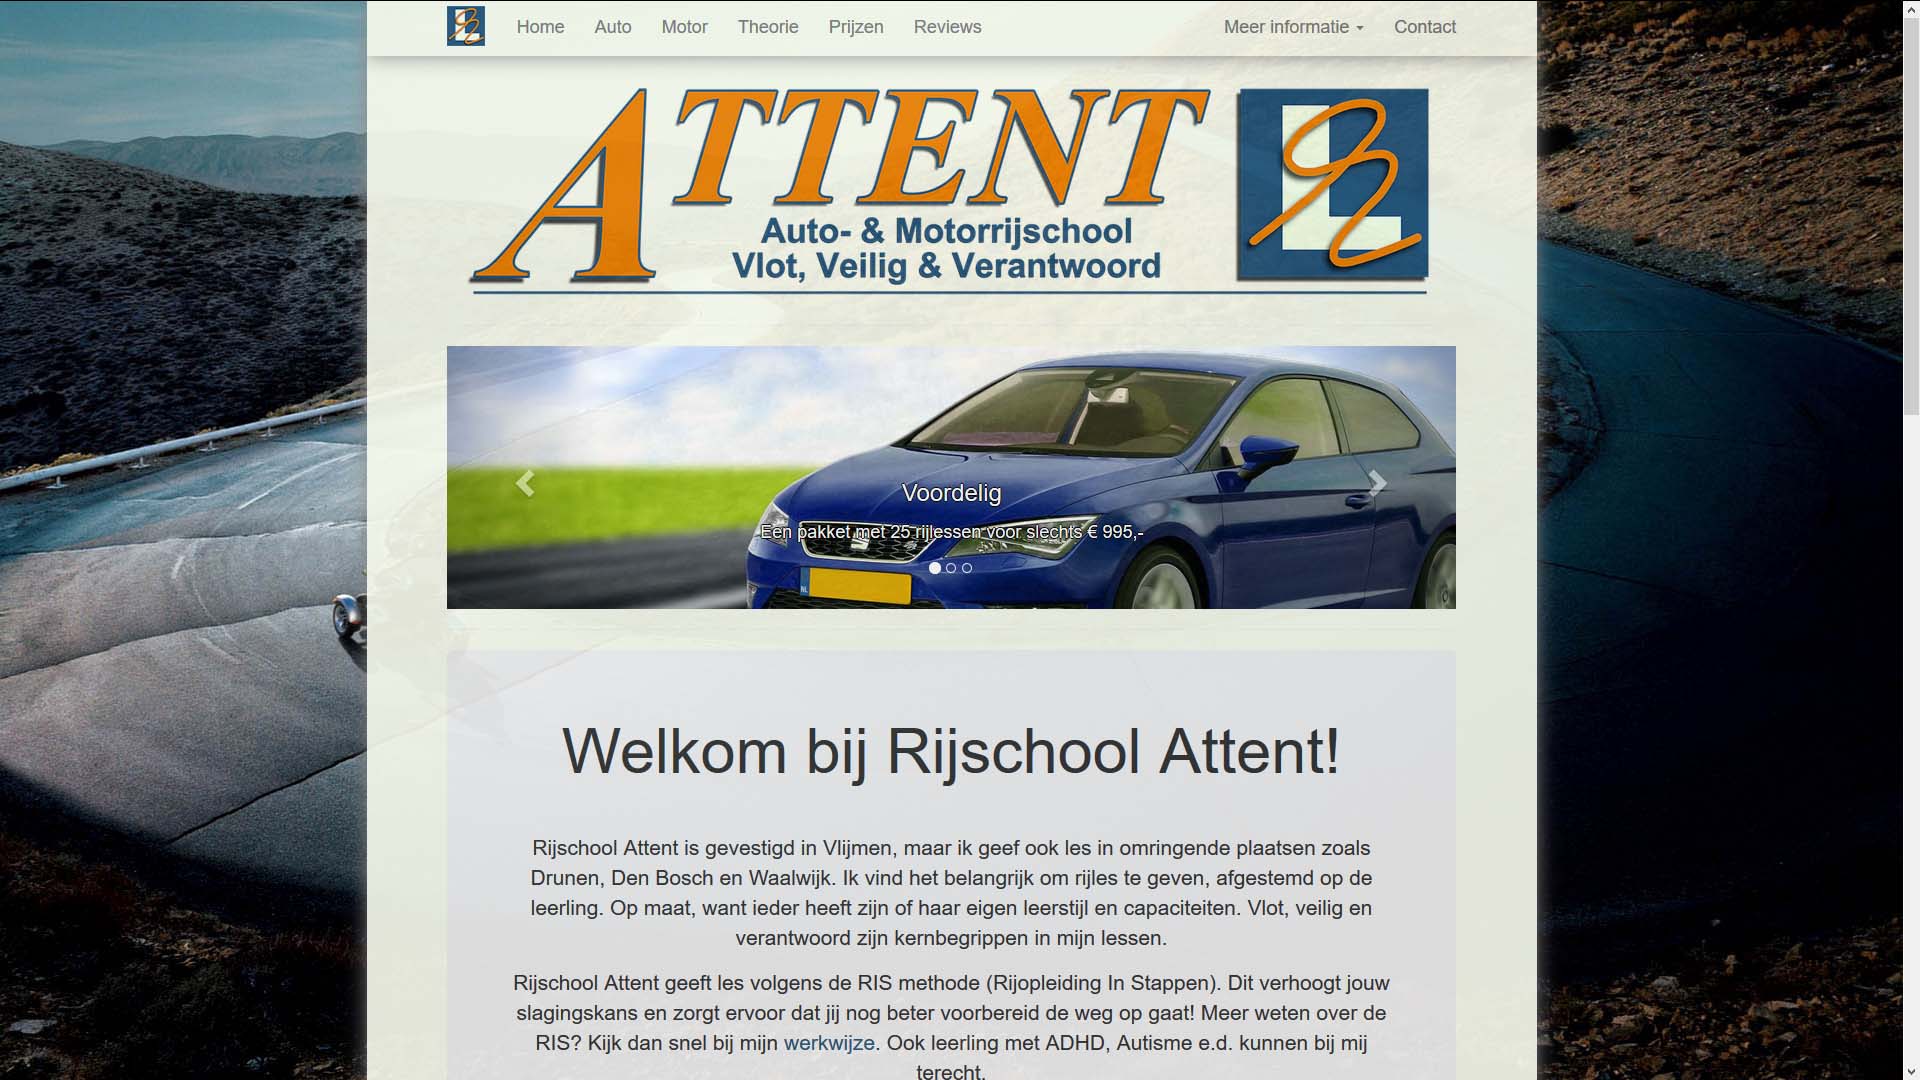 Home Auto Motor Theorie Prijzen Reviews Meer informatie Contact
ATTENT
Auto- & Motorrijschool
Vlot, Veilig & Verantwoord
Voordelig
Een pakket met 25 rijlessen voor slechts € 995,-
NL
Welkom bij Rijschool Attent!
Rijschool Attent is gevestigd in Vlijmen, maar ik geef ook les in omringende plaatsen zoals
Drunen, Den Bosch en Waalwijk. Ik vind het belangrijk om rijles te geven, afgestemd op de
leerling. Op maat, want ieder heeft zijn of haar eigen leerstijl en capaciteiten. Vlot, veilig en
verantwoord zijn kernbegrippen in mijn lessen.
Rijschool Attent geeft les volgens de RIS methode (Rijopleiding In Stappen). Dit verhoogt jouw
slagingskans en zorgt ervoor dat jij nog beter voorbereid de weg op gaat! Meer weten over de
RIS? Kijk dan snel bij mijn werkwijze. Ook leerling met ADHD, Autisme e.d. kunnen bij mij
terecht.